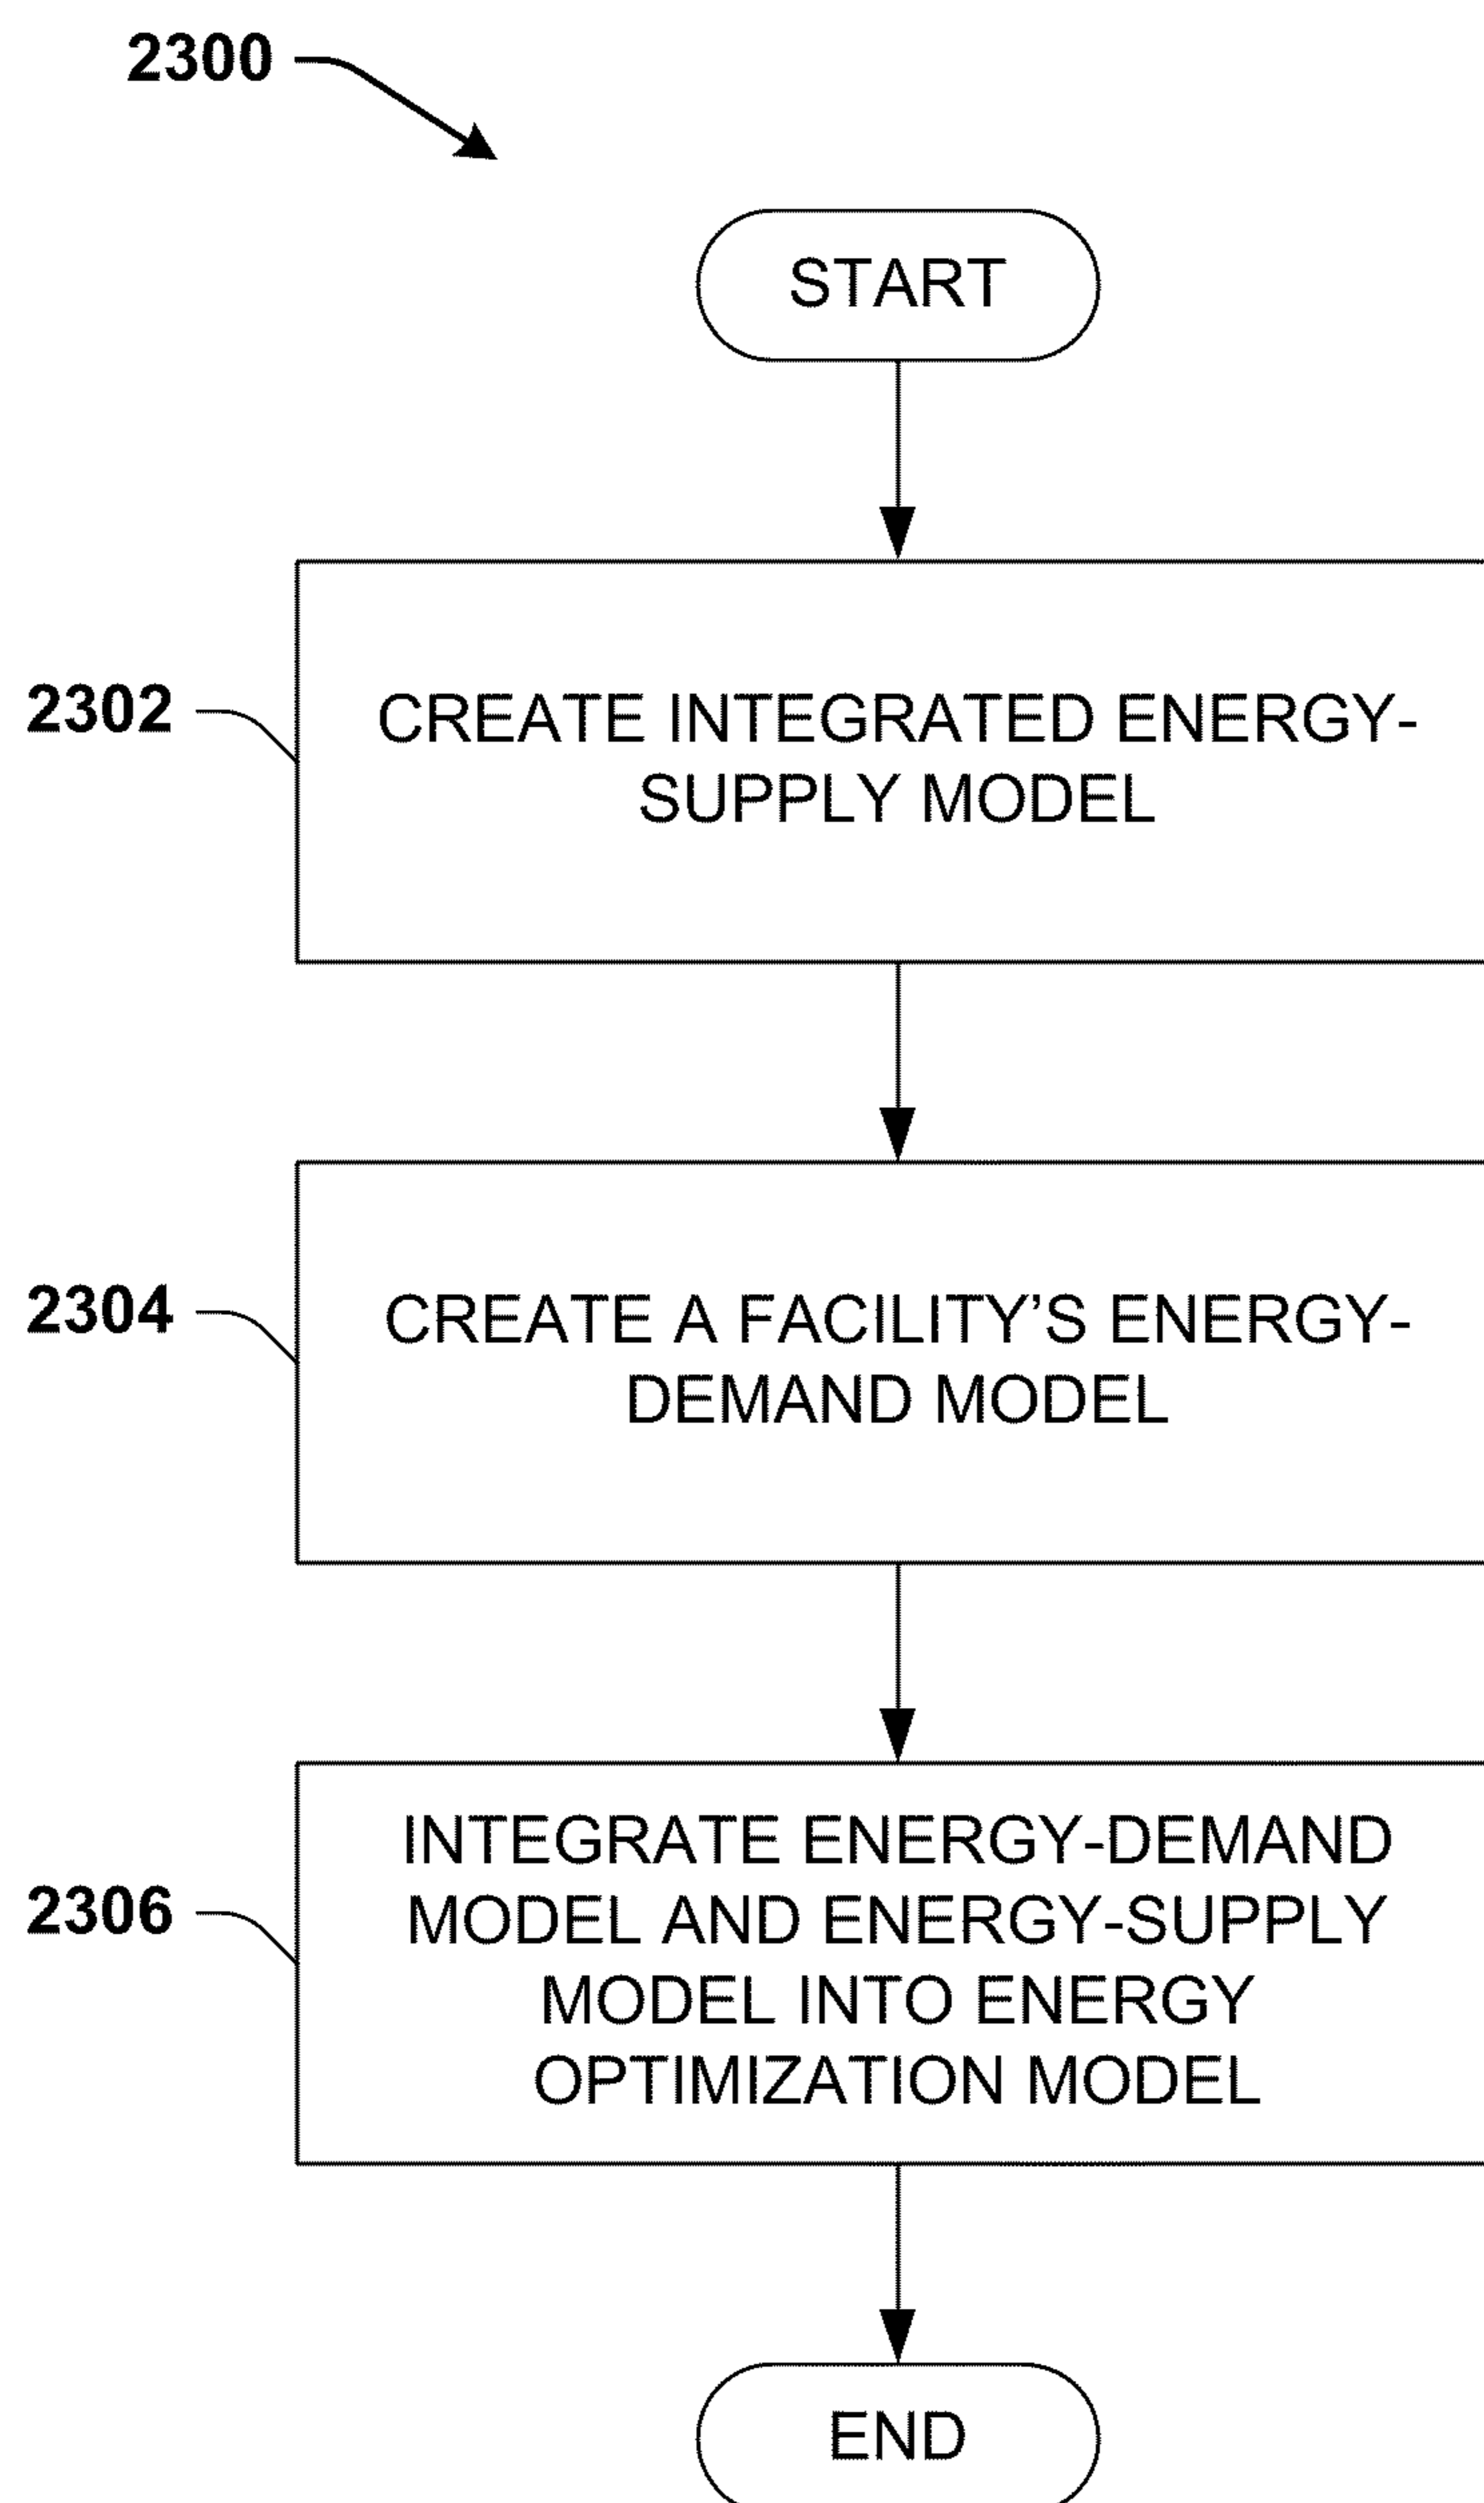 2300
START
2302
CREATE INTEGRATED ENERGY-
SUPPLY MODEL
2304
CREATE A FACILITY’S ENERGY-
DEMAND MODEL
2306
INTEGRATE ENERGY-DEMAND
MODEL AND ENERGY-SUPPLY
MODEL INTO ENERGY
OPTIMIZATION MODEL
END